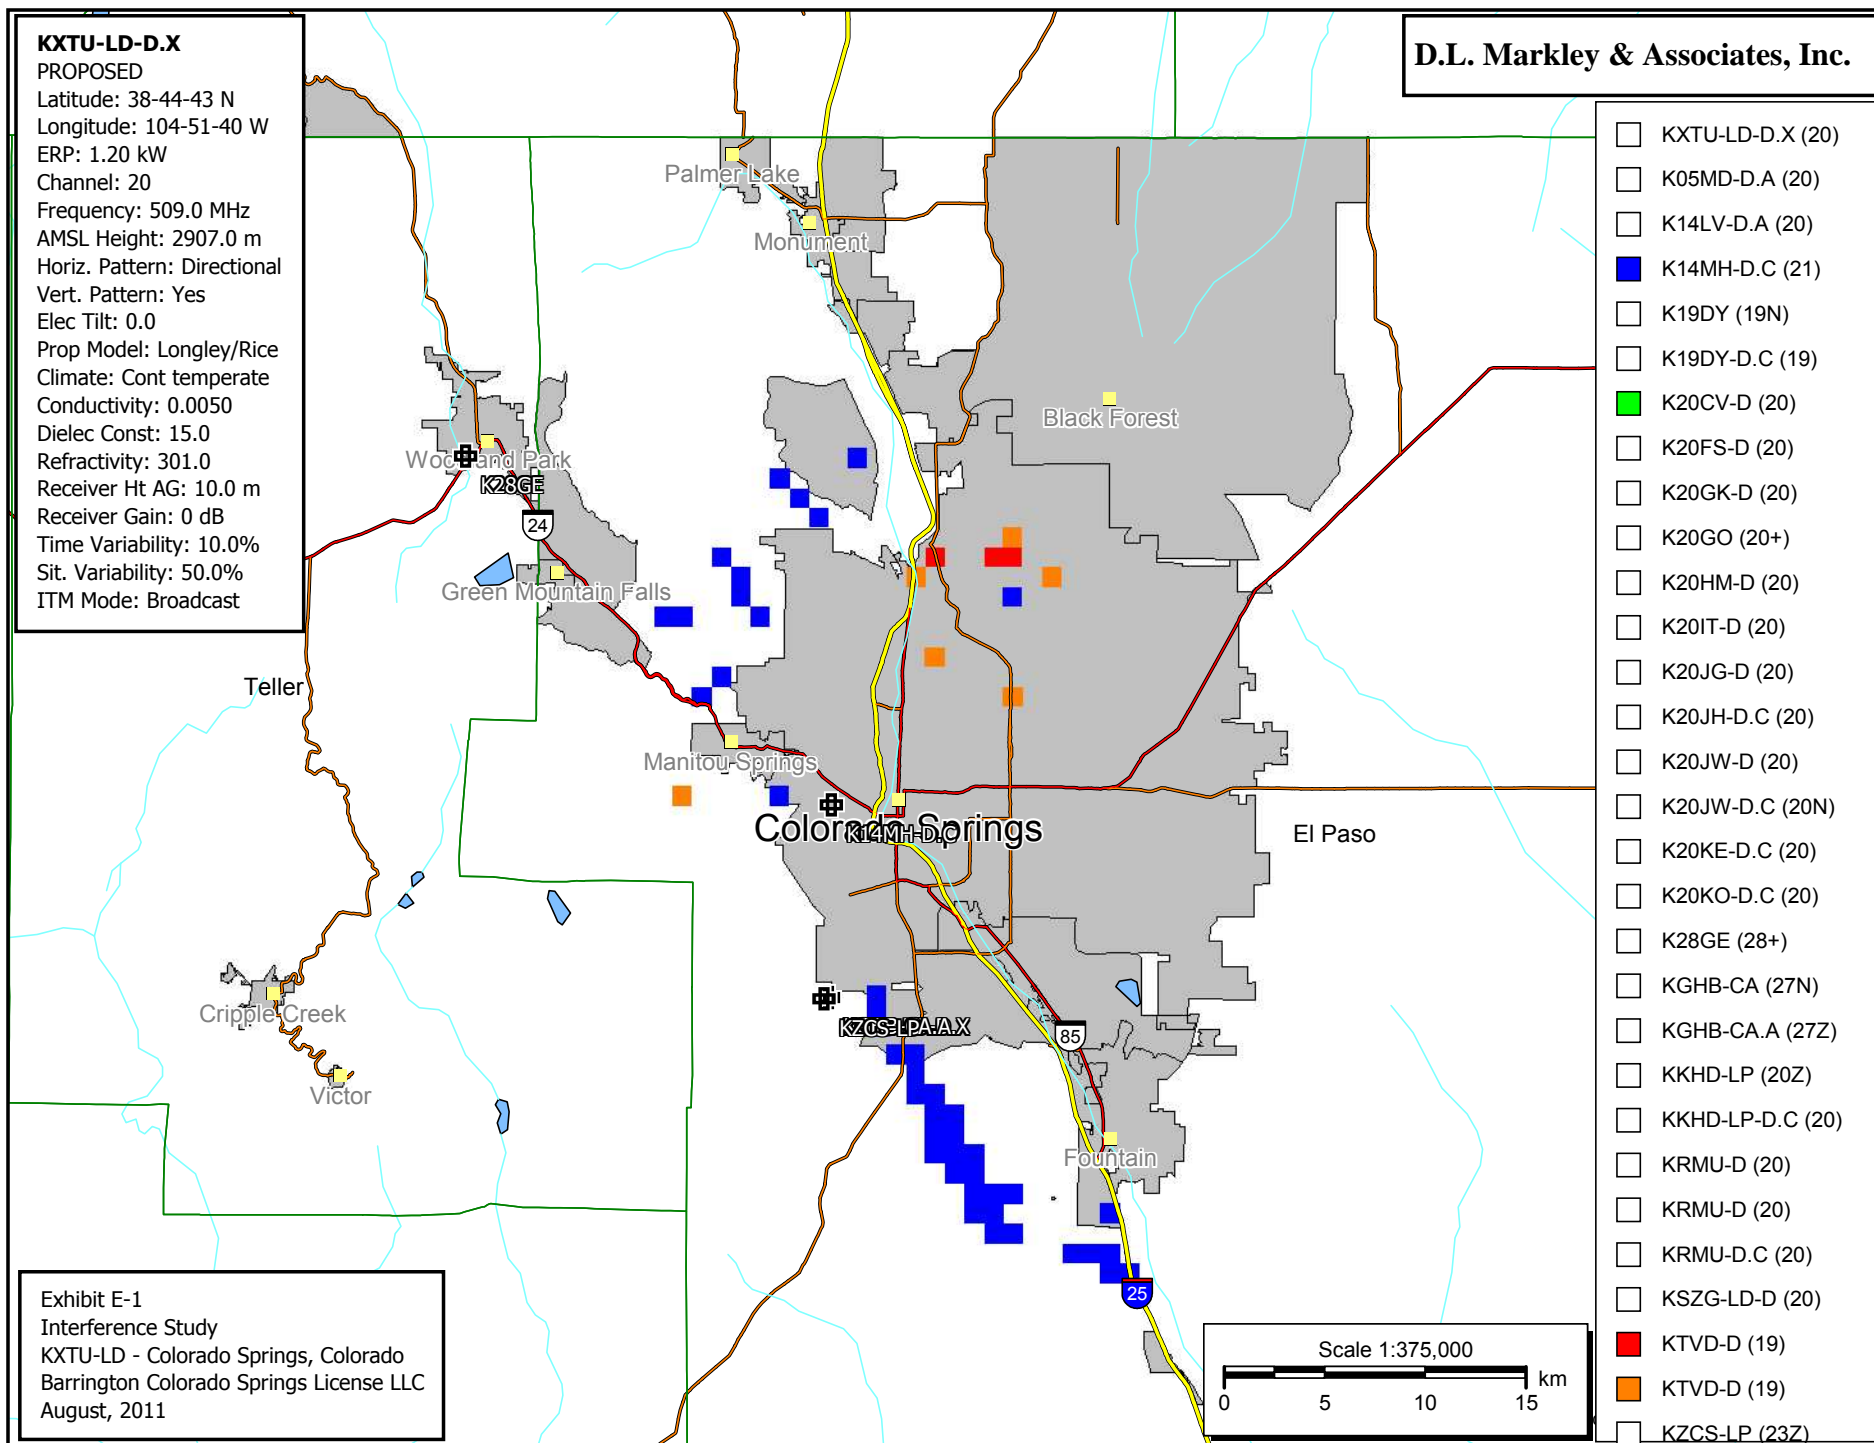 KXTU-LD-D.X
PROPOSED
Latitude: 38-44-43 N
Longitude: 104-51-40 W
ERP: 1.20 kW
Channel: 20
Frequency: 509.0 MHz
AMSL Height: 2907.0 m
Horiz. Pattern: Directional
Vert. Pattern: Yes
Elec Tilt: 0.0
Prop Model: Longley/Rice
Climate: Cont temperate
Conductivity: 0.0050
Dielec Const: 15.0
Refractivity: 301.0
Receiver Ht AG: 10.0 m
Receiver Gain: 0 dB
Time Variability: 10.0%
Sit. Variability: 50.0%
ITM Mode: Broadcast
D.L. Markley & Associates, Inc.
KXTU-LD-D.X (20)
K05MD-D.A (20)
K14LV-D.A (20)
K14MH-D.C (21)
K19DY (19N)
K19DY-D.C (19)
K20CV-D (20)
K20FS-D (20)
K20GK-D (20)
K20GO (20+)
K20HM-D (20)
K20IT-D (20)
K20JG-D (20)
K20JH-D.C (20)
K20JW-D (20)
K20JW-D.C (20N)
K20KE-D.C (20)
K20KO-D.C (20)
K28GE (28+)
KGHB-CA (27N)
KGHB-CA.A (27Z)
KKHD-LP (20Z)
KKHD-LP-D.C (20)
KRMU-D (20)
KRMU-D (20)
KRMU-D.C (20)
KSZG-LD-D (20)
KTVD-D (19)
KTVD-D (19)
KZCS-LP (23Z)
Palmer Lake
Monument
Black Forest
Woodland Park
K28GE
24
Green Mountain Falls
Teller
Manitou Springs
Colorado Springs
K14MH-D.C
El Paso
Cripple Creek
85
Victor
Fountain
25
Exhibit E-1
Interference Study
KXTU-LD - Colorado Springs, Colorado
Barrington Colorado Springs License LLC
August, 2011
Scale 1:375,000
km
0 5 10 15